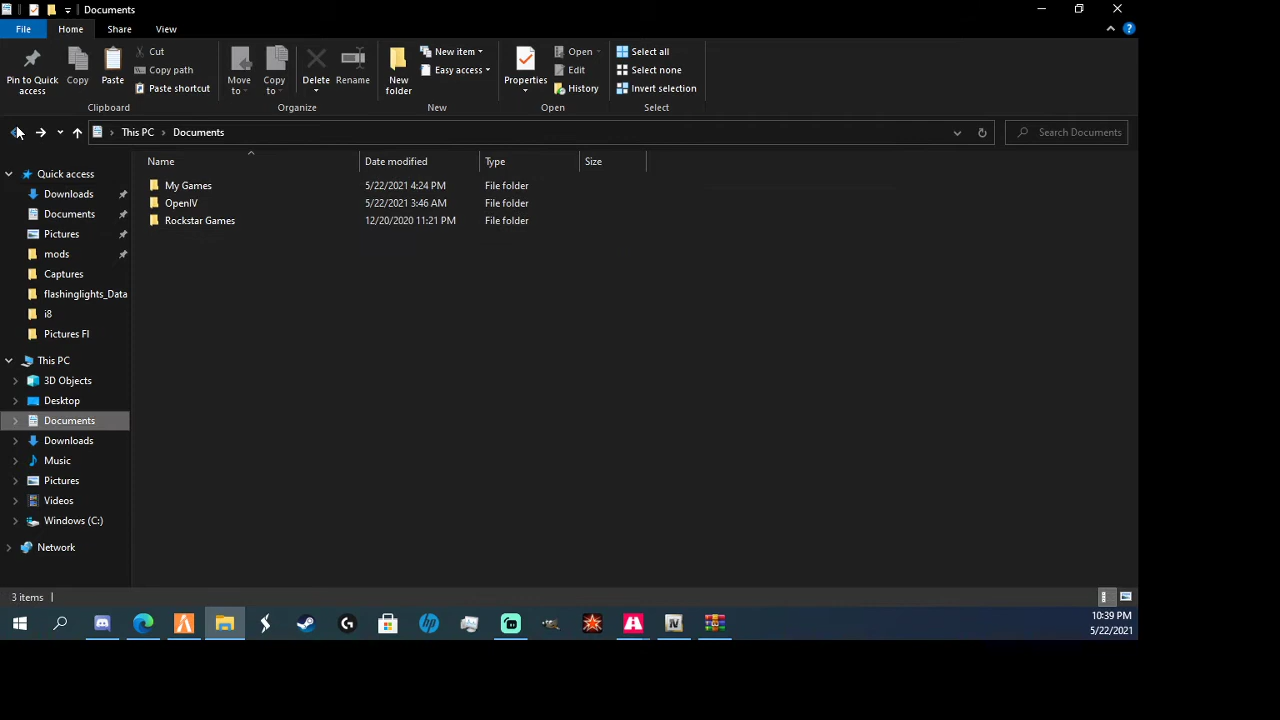 Documents
File Home Share View
Pin to Quick access
Copy
Paste
Cut
Copy path
Paste shortcut
Clipboard
Move to
Copy to
Delete
Rename
Organize
New folder
New item
Easy access
New
Properties
Open
Edit
History
Open
Select all
Select none
Invert selection
Select
This PC > Documents
Search Documents
Name Date modified Type Size
My Games 5/22/2021 4:24 PM File folder
OpenIV 5/22/2021 3:46 AM File folder
Rockstar Games 12/20/2020 11:21 PM File folder
Quick access
Downloads
Documents
Pictures
mods
Captures
flashinglights_Data
i8
Pictures Fl
This PC
3D Objects
Desktop
Documents
Downloads
Music
Pictures
Videos
Windows (C:)
Network
3 items
10:39 PM
5/22/2021